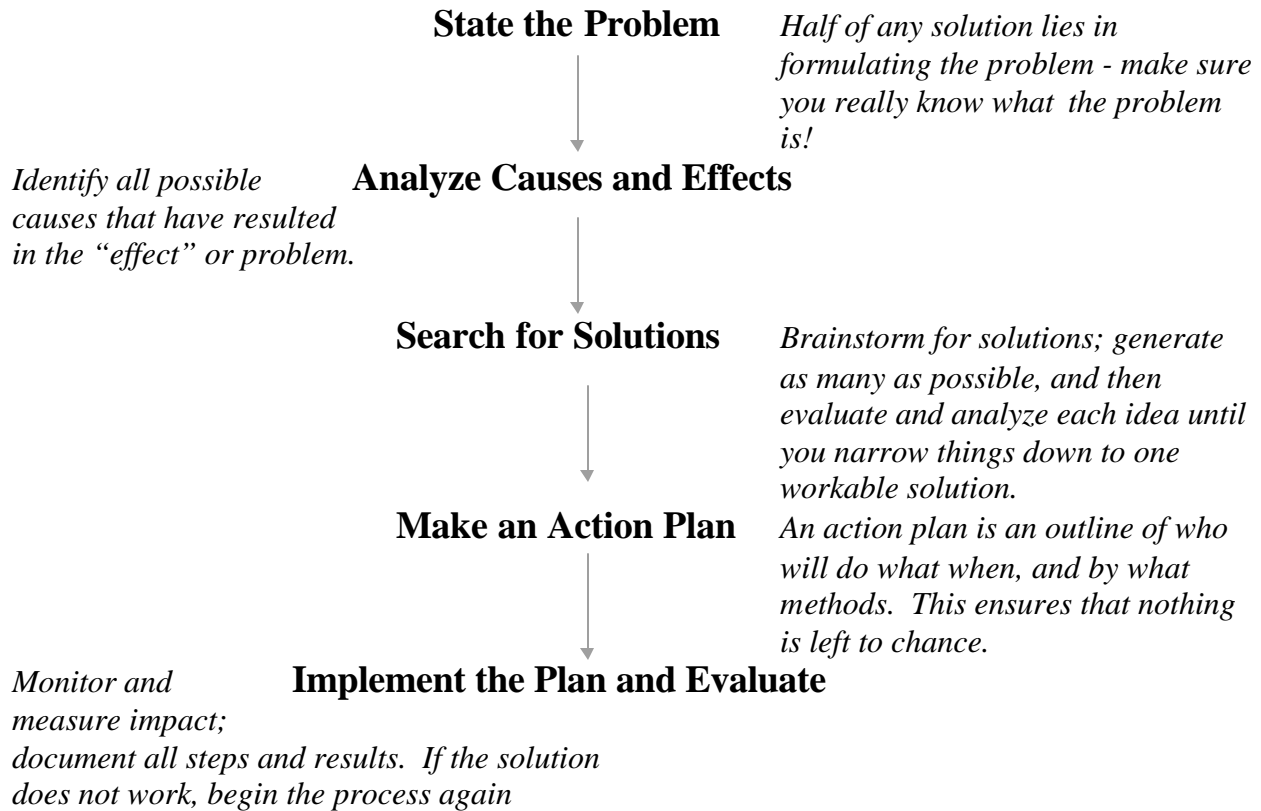 State the Problem
Half of any solution lies in
formulating the problem - make sure
you really know what the problem
is!
Analyze Causes and Effects
Identify all possible
causes that have resulted
in the “effect” or problem.
Search for Solutions
Brainstorm for solutions; generate
as many as possible, and then
evaluate and analyze each idea until
you narrow things down to one
workable solution.
Make an Action Plan
An action plan is an outline of who
will do what when, and by what
methods. This ensures that nothing
is left to chance.
Implement the Plan and Evaluate
Monitor and
measure impact;
document all steps and results. If the solution
does not work, begin the process again